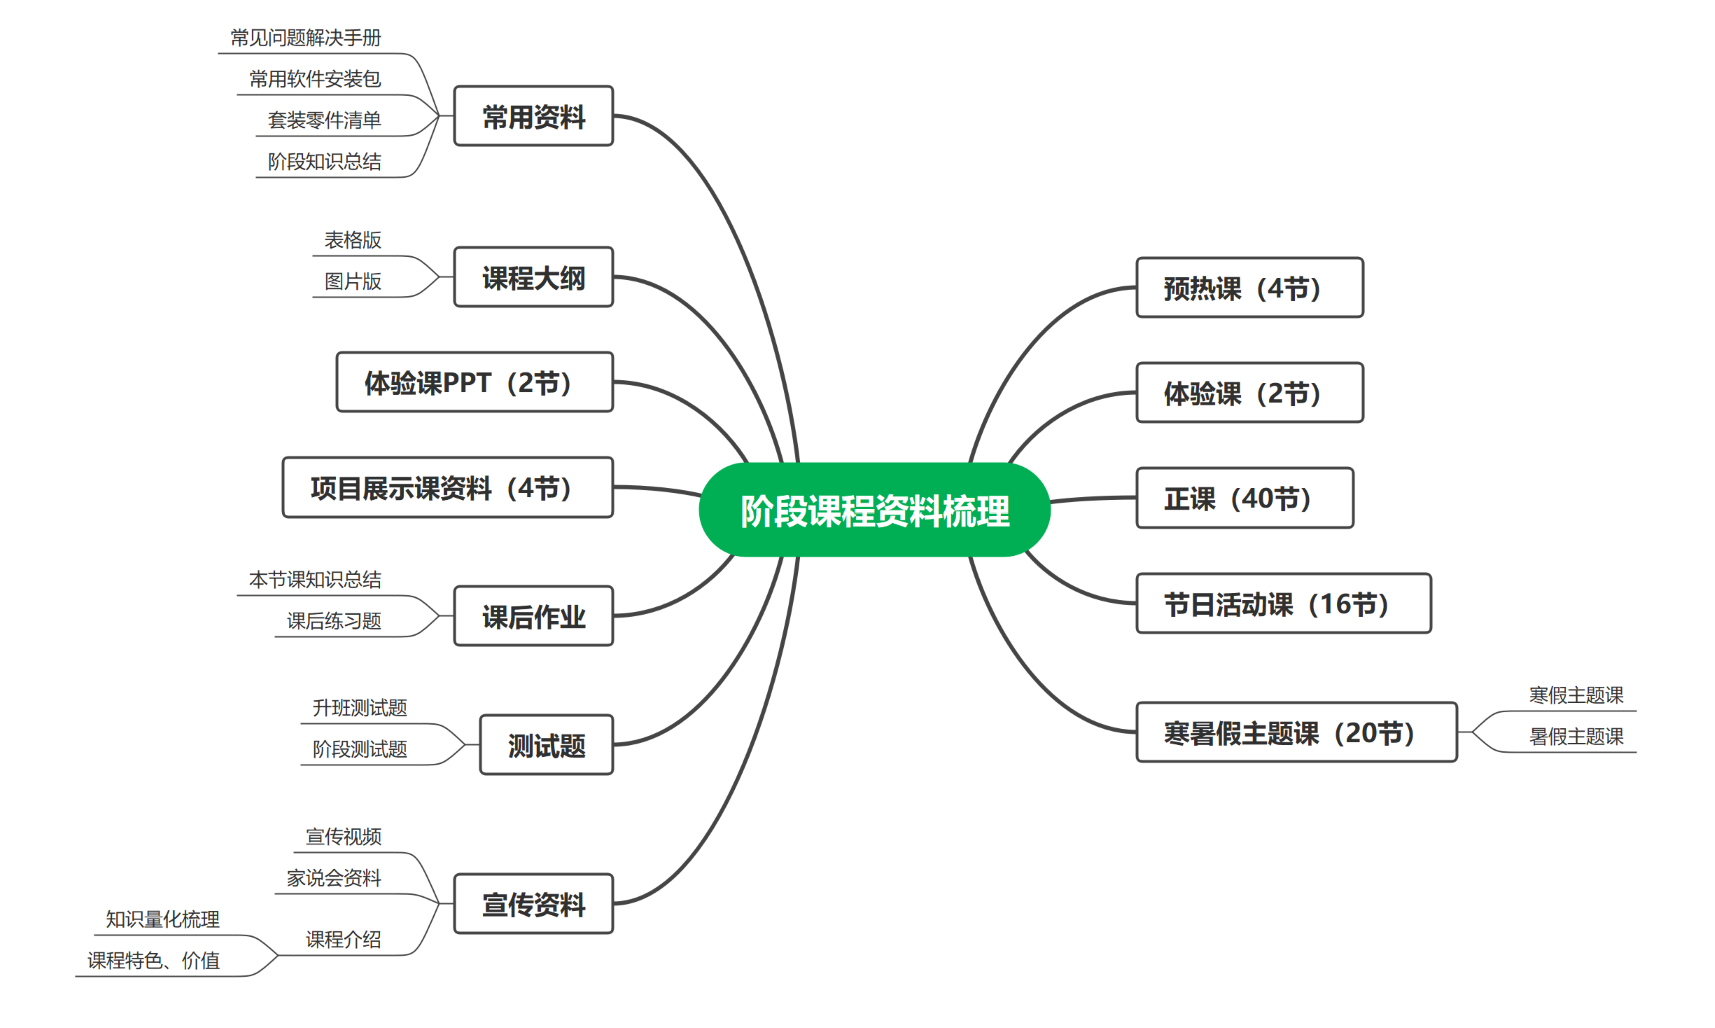 阶段课程资料梳理
常用资料
常见问题解决手册
常用软件安装包
套装零件清单
阶段知识总结
课程大纲
表格版
图片版
体验课PPT（2节）
项目展示课资料（4节）
课后作业
本节课知识总结
课后练习题
测试题
升班测试题
阶段测试题
宣传资料
宣传视频
家说会资料
课程介绍
知识量化梳理
课程特色、价值
预热课（4节）
体验课（2节）
正课（40节）
节日活动课（16节）
寒暑假主题课（20节）
寒假主题课
暑假主题课